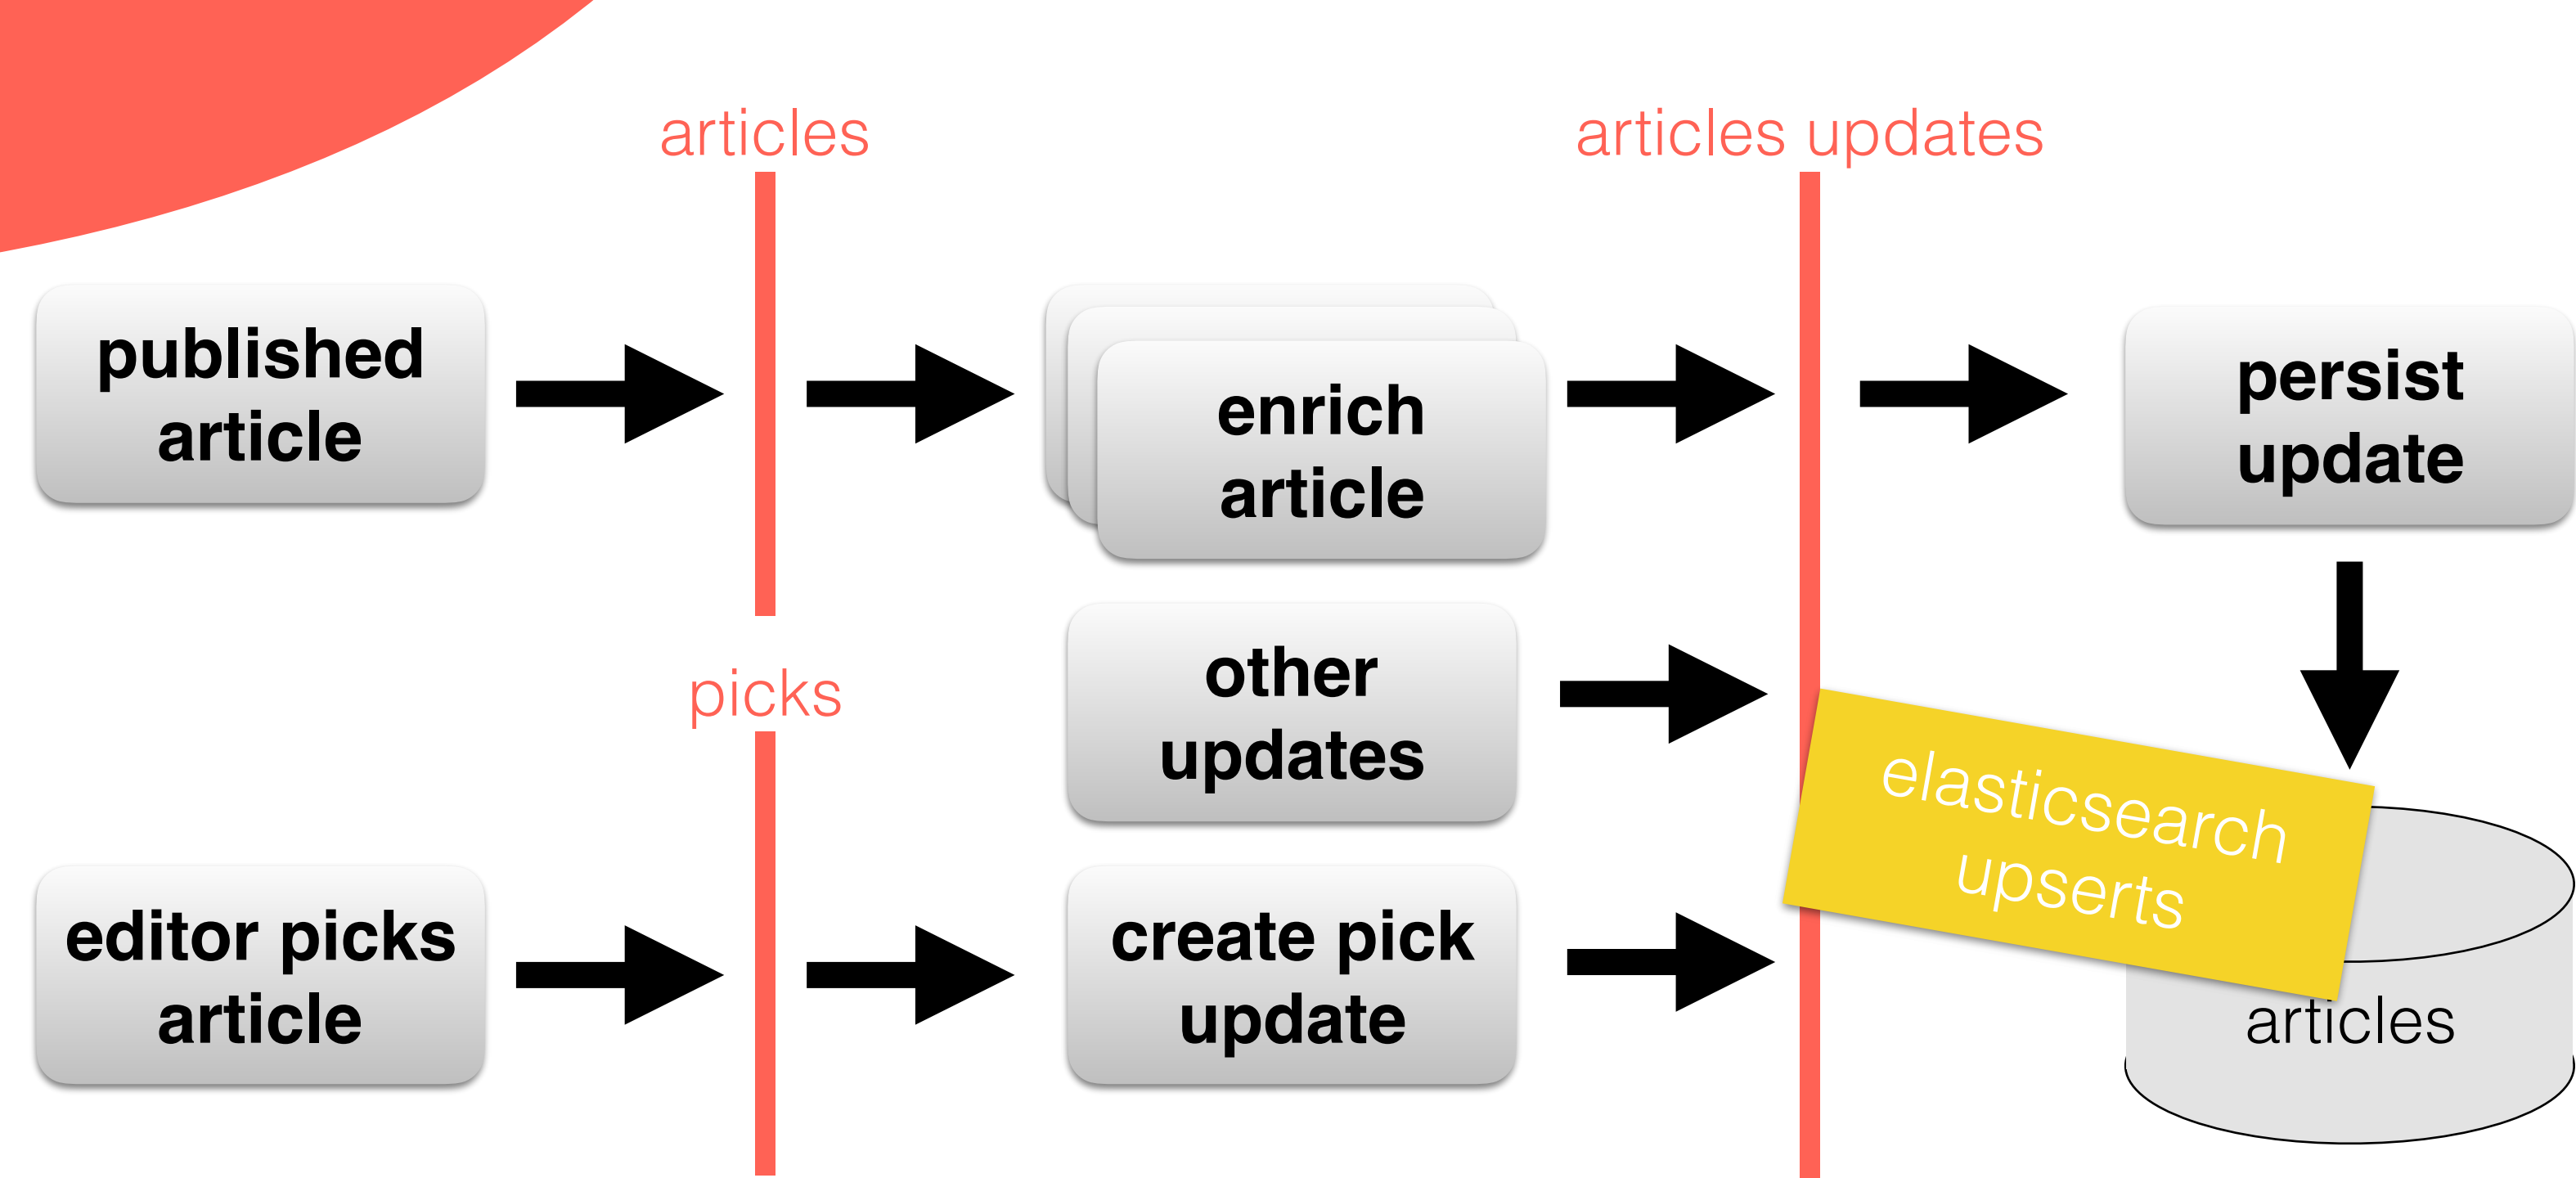 articles
articles updates
published
article
enrich
article
persist
update
other
updates
picks
elasticsearch
upserts
editor picks
article
create pick
update
articles